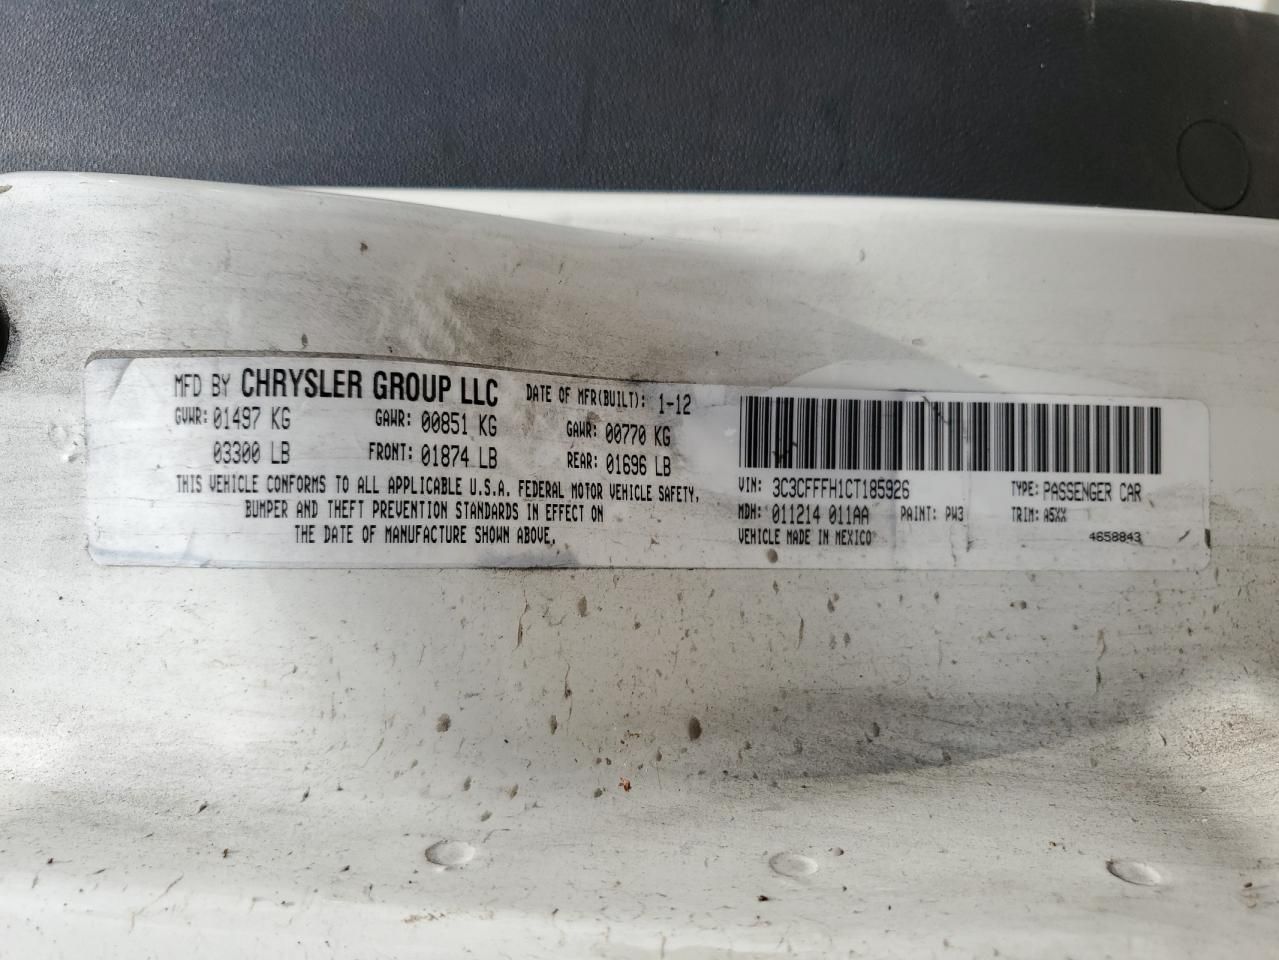 MFD BY CHRYSLER GROUP LLC DATE OF MFR(BUILT): 1-12
GVWR: 01497 KG GAWR: 00851 KG GAWR: 00770 KG
03300 LB FRONT: 01874 LB REAR: 01696 LB
THIS VEHICLE CONFORMS TO ALL APPLICABLE U.S.A. FEDERAL MOTOR VEHICLE SAFETY,
BUMPER AND THEFT PREVENTION STANDARDS IN EFFECT ON
THE DATE OF MANUFACTURE SHOWN ABOVE.
VIN: 3C3CFFFH1CT185926 TYPE: PASSENGER CAR
MDH: 011214 011AA PAINT: PW3 TRIM: A5XX
VEHICLE MADE IN MEXICO 4658843